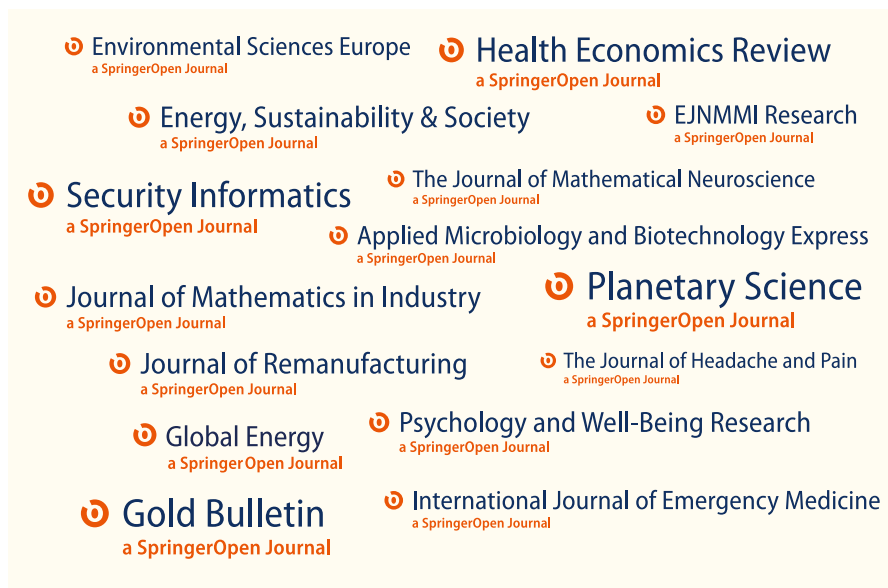 Environmental Sciences Europe
a SpringerOpen Journal
Health Economics Review
a SpringerOpen Journal
Energy, Sustainability & Society
a SpringerOpen Journal
EJNMMI Research
a SpringerOpen Journal
Security Informatics
a SpringerOpen Journal
The Journal of Mathematical Neuroscience
a SpringerOpen Journal
Applied Microbiology and Biotechnology Express
a SpringerOpen Journal
Journal of Mathematics in Industry
a SpringerOpen Journal
Planetary Science
a SpringerOpen Journal
Journal of Remanufacturing
a SpringerOpen Journal
The Journal of Headache and Pain
a SpringerOpen Journal
Global Energy
a SpringerOpen Journal
Psychology and Well-Being Research
a SpringerOpen Journal
Gold Bulletin
a SpringerOpen Journal
International Journal of Emergency Medicine
a SpringerOpen Journal